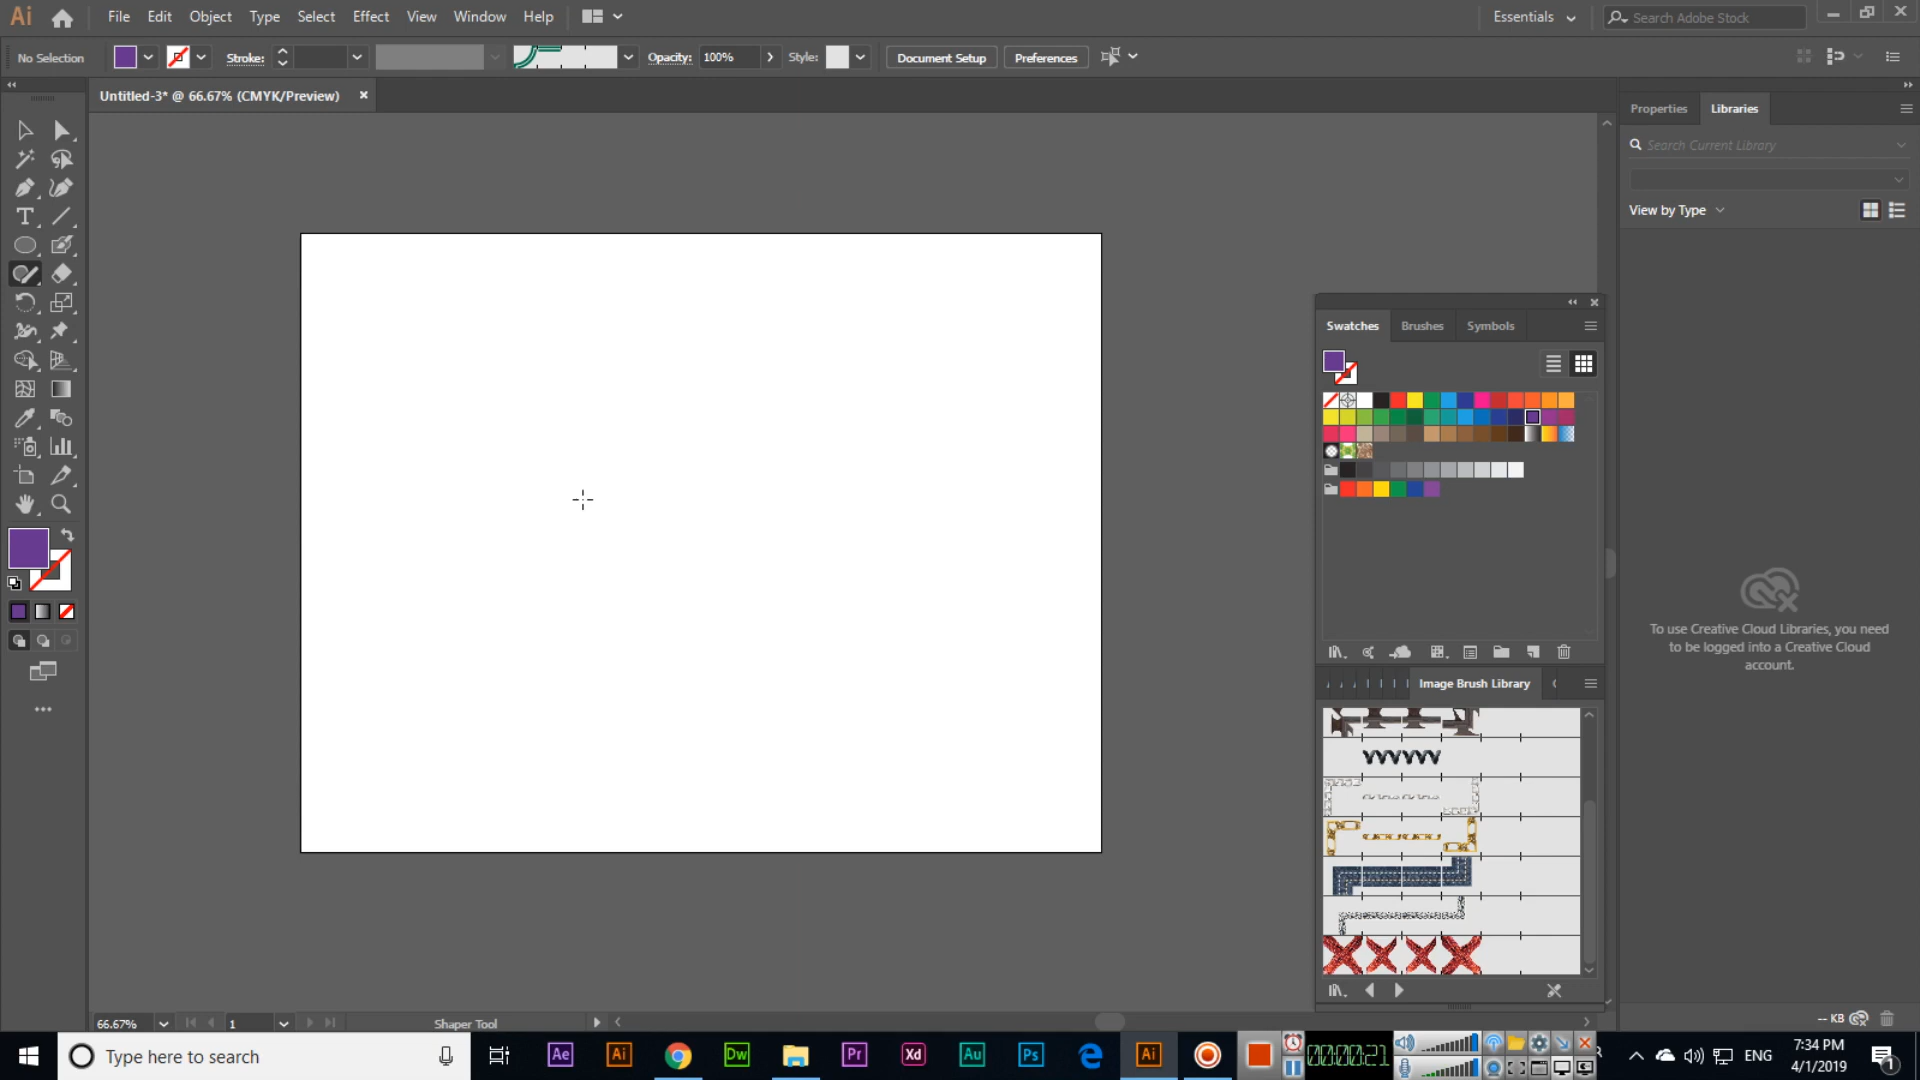 Ai File Edit Object Type Select Effect View Window Help Essentials Search Adobe Stock
No Selection Stroke: Opacity: 100% Style: Document Setup Preferences
Untitled-3* @ 66.67% (CMYK/Preview)
Properties Libraries
Search Current Library
View by Type
Swatches Brushes Symbols
To use Creative Cloud Libraries, you need
to be logged into a Creative Cloud
account.
Image Brush Library
66.67% 1 Shaper Tool
-- KB
Type here to search
Ae Ai Dw Pr Xd Au Ps Ai
00:00:21
ENG
7:34 PM
4/1/2019
1